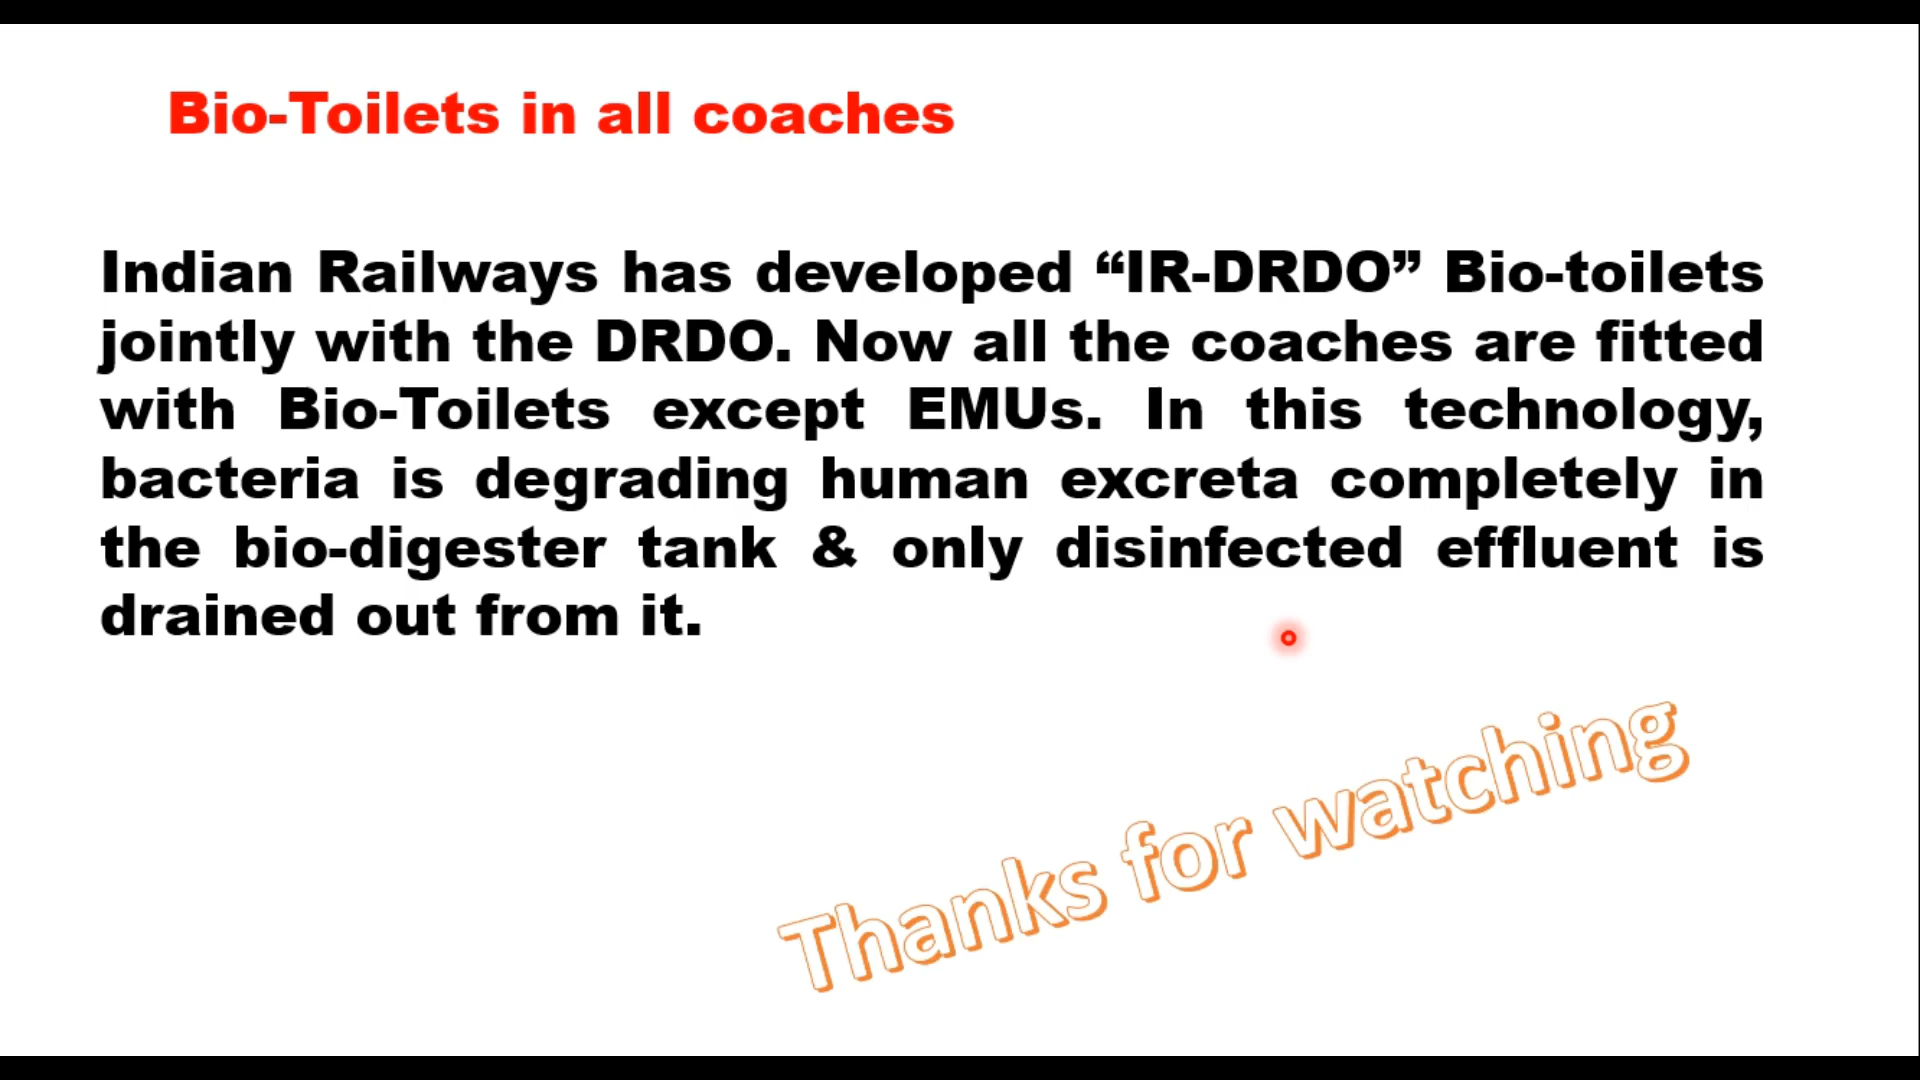 Bio-Toilets in all coaches
Indian Railways has developed “IR-DRDO” Bio-toilets
jointly with the DRDO. Now all the coaches are fitted
with Bio-Toilets except EMUs. In this technology,
bacteria is degrading human excreta completely in
the bio-digester tank & only disinfected effluent is
drained out from it.
Thanks for watching